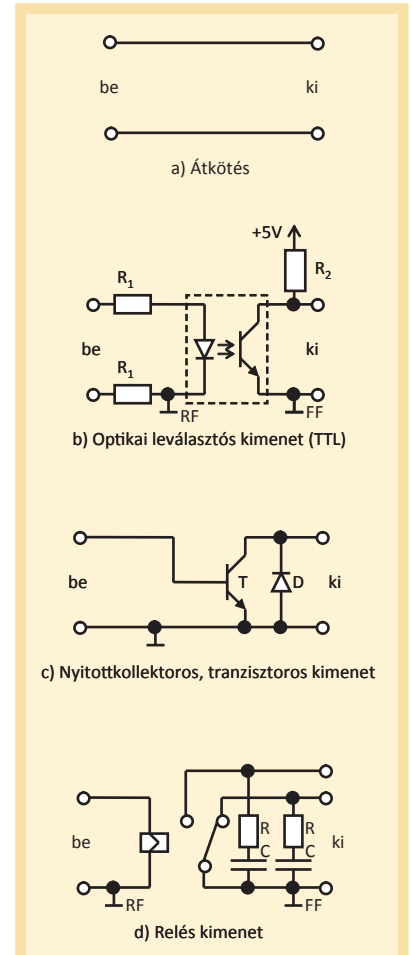 be ki
a) Átkötés
+5V
R2
R1
be ki
R1
RF FF
b) Optikai leválasztós kimenet (TTL)
be T D ki
c) Nyitottkollektoros, tranzisztoros kimenet
R R
be C C ki
RF FF
d) Relés kimenet